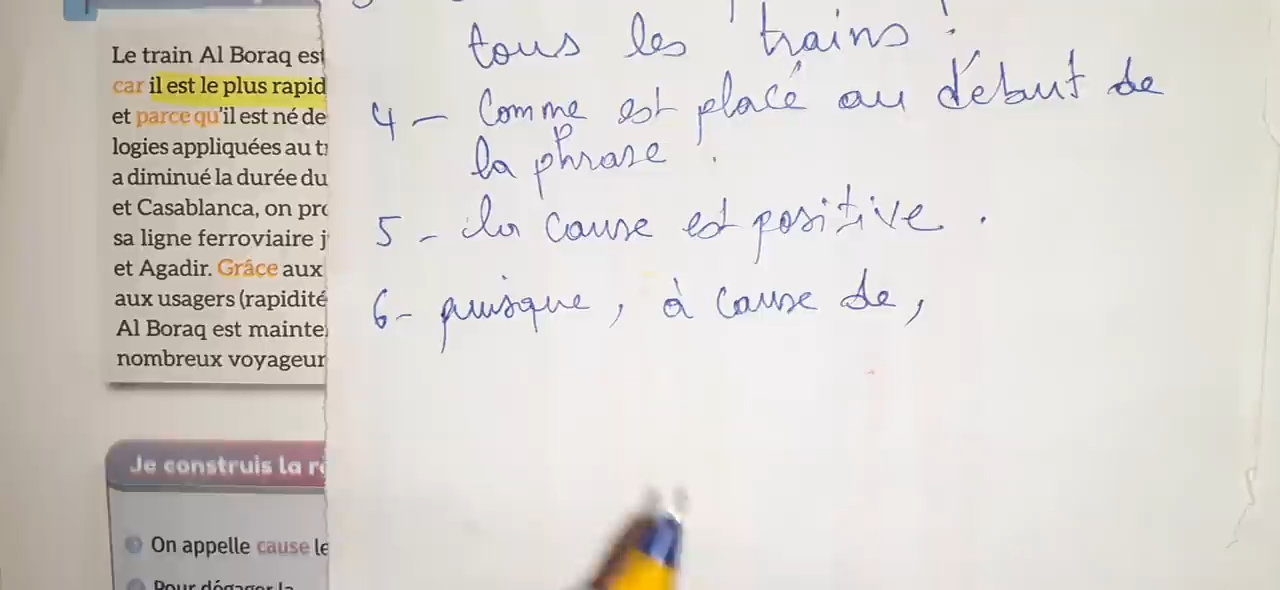 Le train Al Boraq est
car il est le plus rapid
et parce qu'il est né de
logies appliquées au t
a diminué la durée du
et Casablanca, on pro
sa ligne ferroviaire j
et Agadir. Grâce aux
aux usagers (rapidité
Al Boraq est mainte
nombreux voyageur
Je construis la r
On appelle cause le
Pour dégager la
tous les trains.
4 - Comme est placé au début de
la phrase.
5 - la cause est positive.
6 - puisque, à cause de,